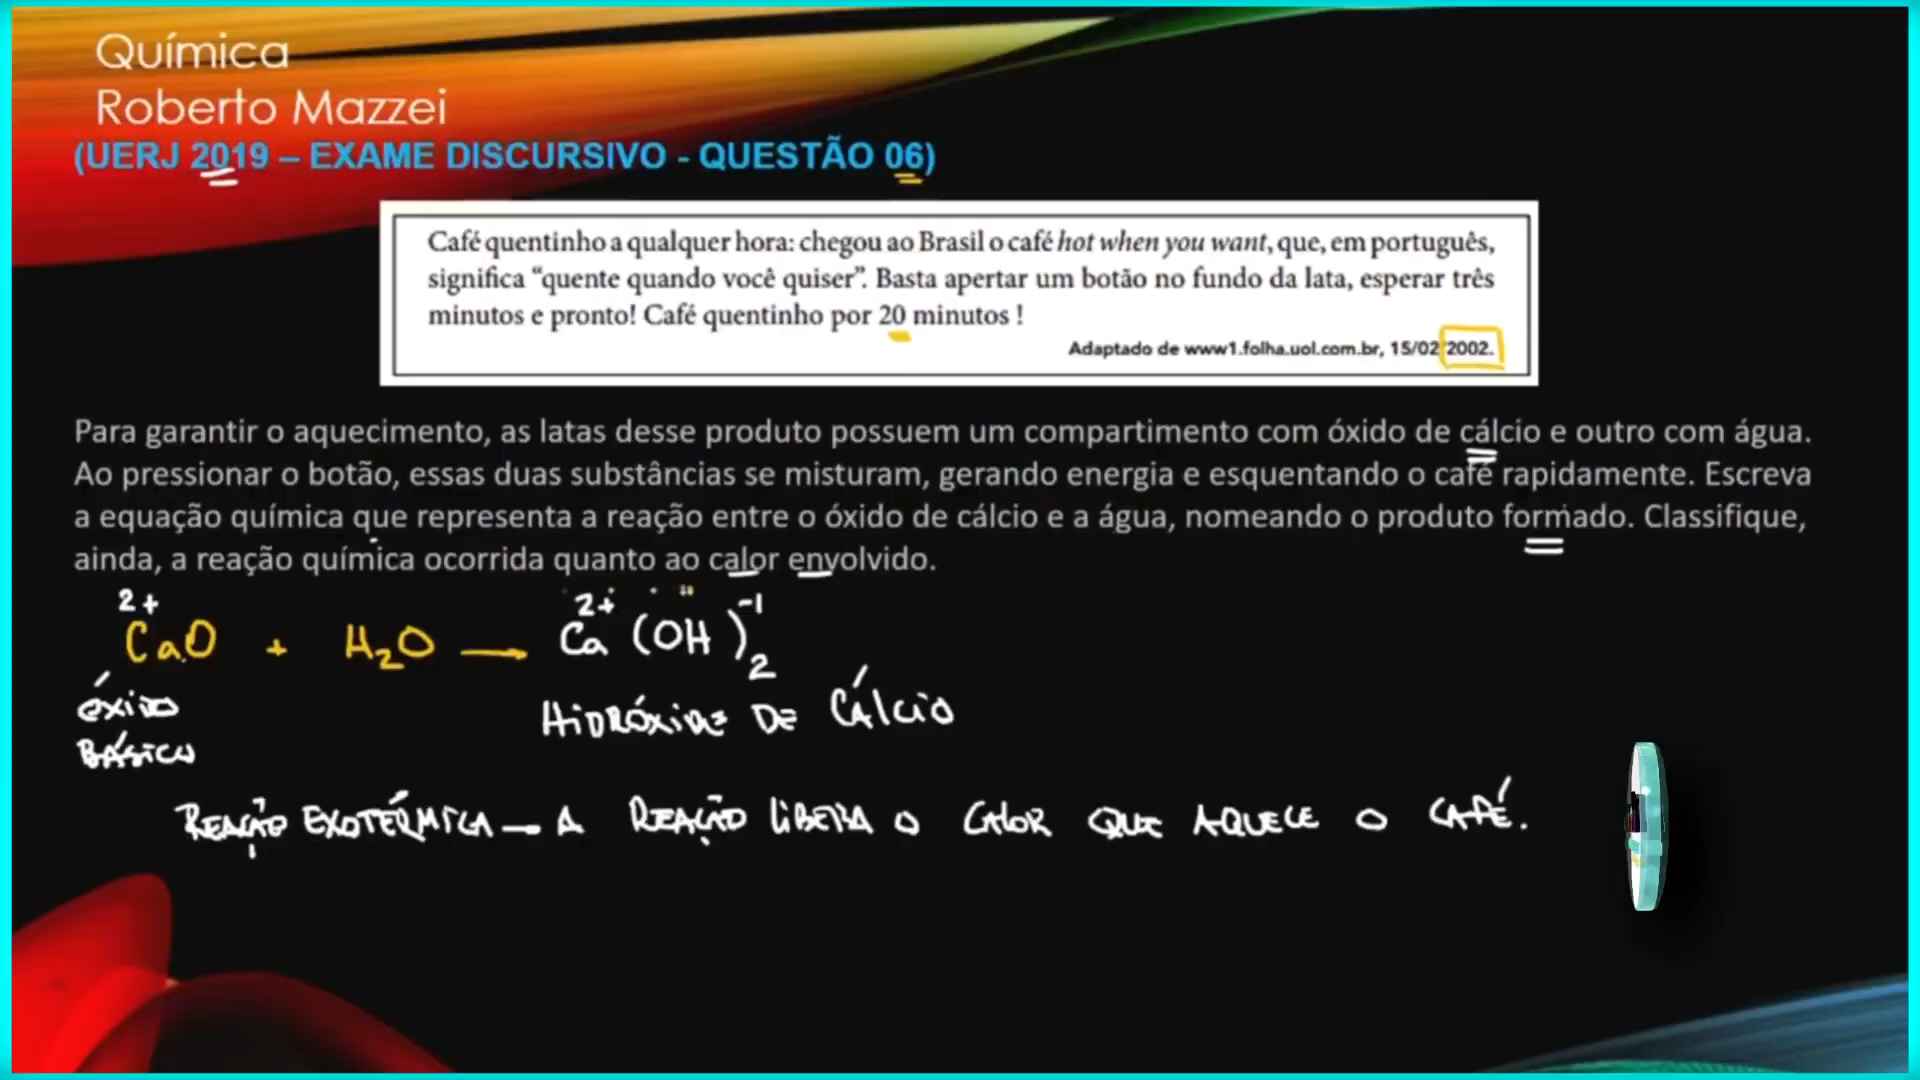 Química
Roberto Mazzei
(UERJ 2019 – EXAME DISCURSIVO - QUESTÃO 06)
Café quentinho a qualquer hora: chegou ao Brasil o café hot when you want, que, em português,
significa “quente quando você quiser”. Basta apertar um botão no fundo da lata, esperar três
minutos e pronto! Café quentinho por 20 minutos !
Adaptado de www1.folha.uol.com.br, 15/02/2002.
Para garantir o aquecimento, as latas desse produto possuem um compartimento com óxido de cálcio e outro com água.
Ao pressionar o botão, essas duas substâncias se misturam, gerando energia e esquentando o café rapidamente. Escreva
a equação química que representa a reação entre o óxido de cálcio e a água, nomeando o produto formado. Classifique,
ainda, a reação química ocorrida quanto ao calor envolvido.
2+ 2+ -1
CaO + H₂O — Ca (OH)₂
óxido HIDRÓXIDO DE CÁLCIO
BÁSICO
REAÇÃO EXOTÉRMICA — A REAÇÃO LIBERA O CALOR QUE AQUECE O CAFÉ.